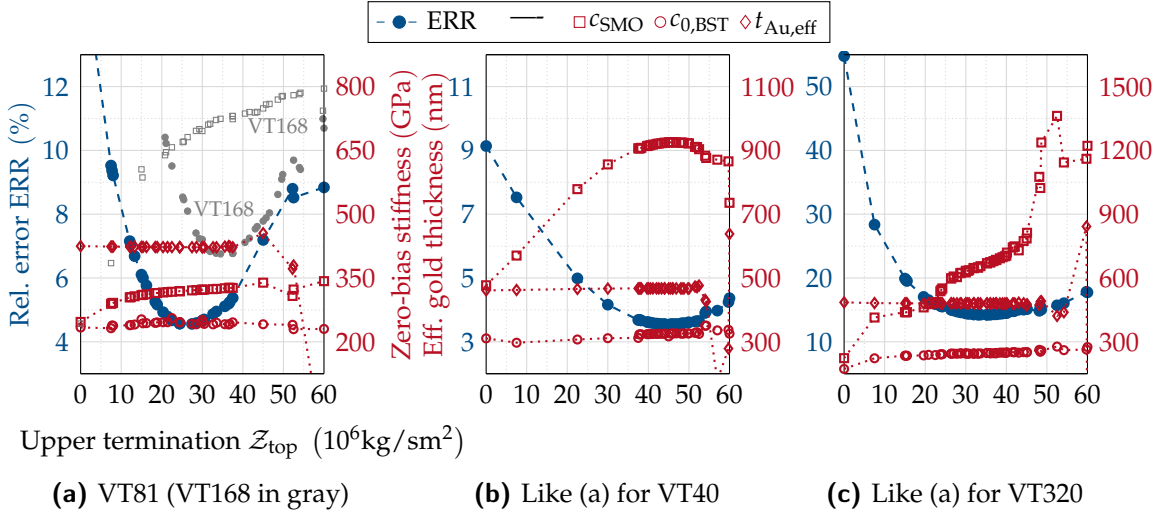 ERR c_SMO c_0,BST t_Au,eff
12
10
8
6
4
Rel. error ERR (%)
VT168
VT168
800
650
500
350
200
Zero-bias stiffness (GPa)
Eff. gold thickness (nm)
0 10 20 30 40 50 60
11
9
7
5
3
1100
900
700
500
300
0 10 20 30 40 50 60
50
40
30
20
10
1500
1200
900
600
300
0 10 20 30 40 50 60
Upper termination 𝒵_top (10⁶kg/sm²)
(a) VT81 (VT168 in gray)
(b) Like (a) for VT40
(c) Like (a) for VT320